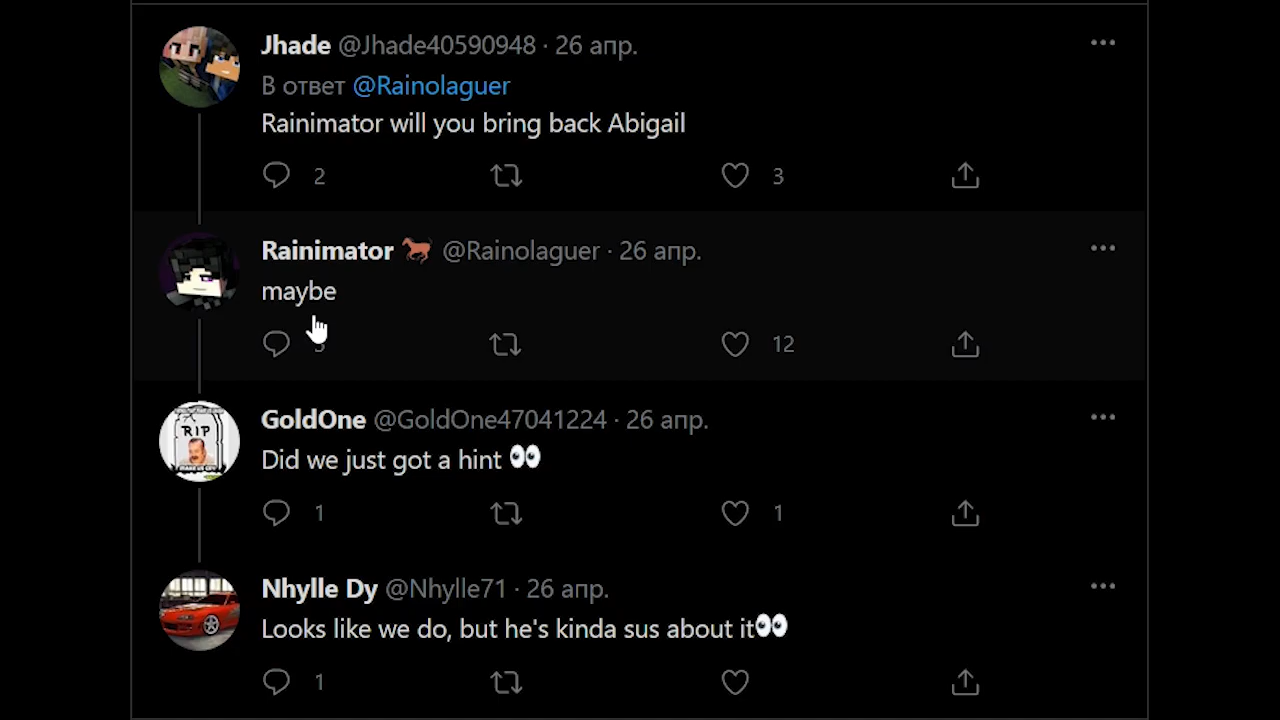 Jhade @Jhade40590948 · 26 апр.
В ответ @Rainolaguer
Rainimator will you bring back Abigail
2 3
Rainimator 🐎 @Rainolaguer · 26 апр.
maybe
12
GoldOne @GoldOne47041224 · 26 апр.
RIP
Did we just got a hint 👀
1 1
Nhylle Dy @Nhylle71 · 26 апр.
Looks like we do, but he's kinda sus about it👀
1